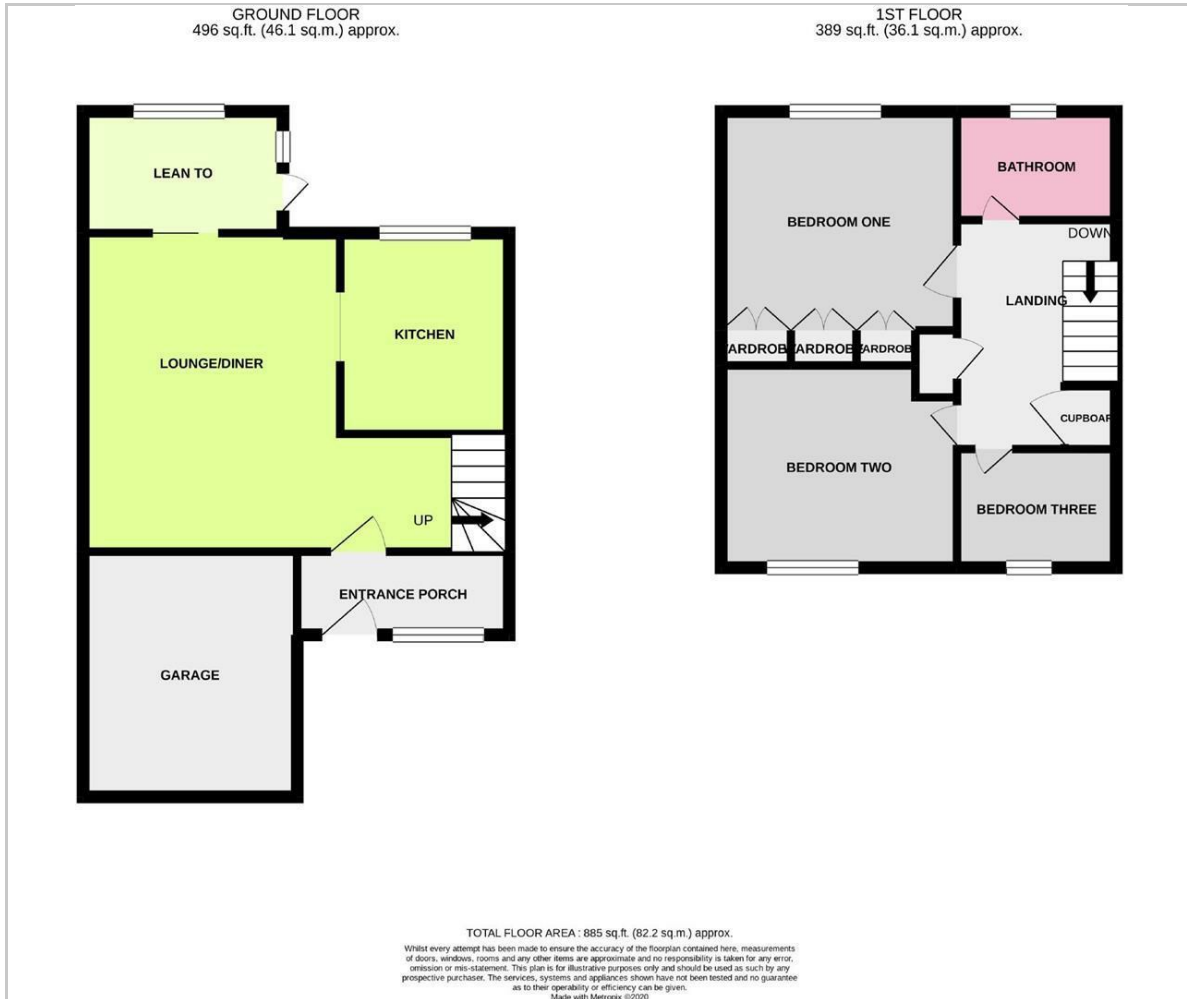 GROUND FLOOR
496 sq.ft. (46.1 sq.m.) approx.
LEAN TO
LOUNGE/DINER
KITCHEN
UP
ENTRANCE PORCH
GARAGE
1ST FLOOR
389 sq.ft. (36.1 sq.m.) approx.
BATHROOM
BEDROOM ONE
DOWN
LANDING
ARDROB
ARDROB
ARDROB
CUPBOAR
BEDROOM TWO
BEDROOM THREE
TOTAL FLOOR AREA : 885 sq.ft. (82.2 sq.m.) approx.
Whilst every attempt has been made to ensure the accuracy of the floorplan contained here, measurements
of doors, windows, rooms and any other items are approximate and no responsibility is taken for any error,
omission or mis-statement. This plan is for illustrative purposes only and should be used as such by any
prospective purchaser. The services, systems and appliances shown have not been tested and no guarantee
as to their operability or efficiency can be given.
Made with Metropix ©2020